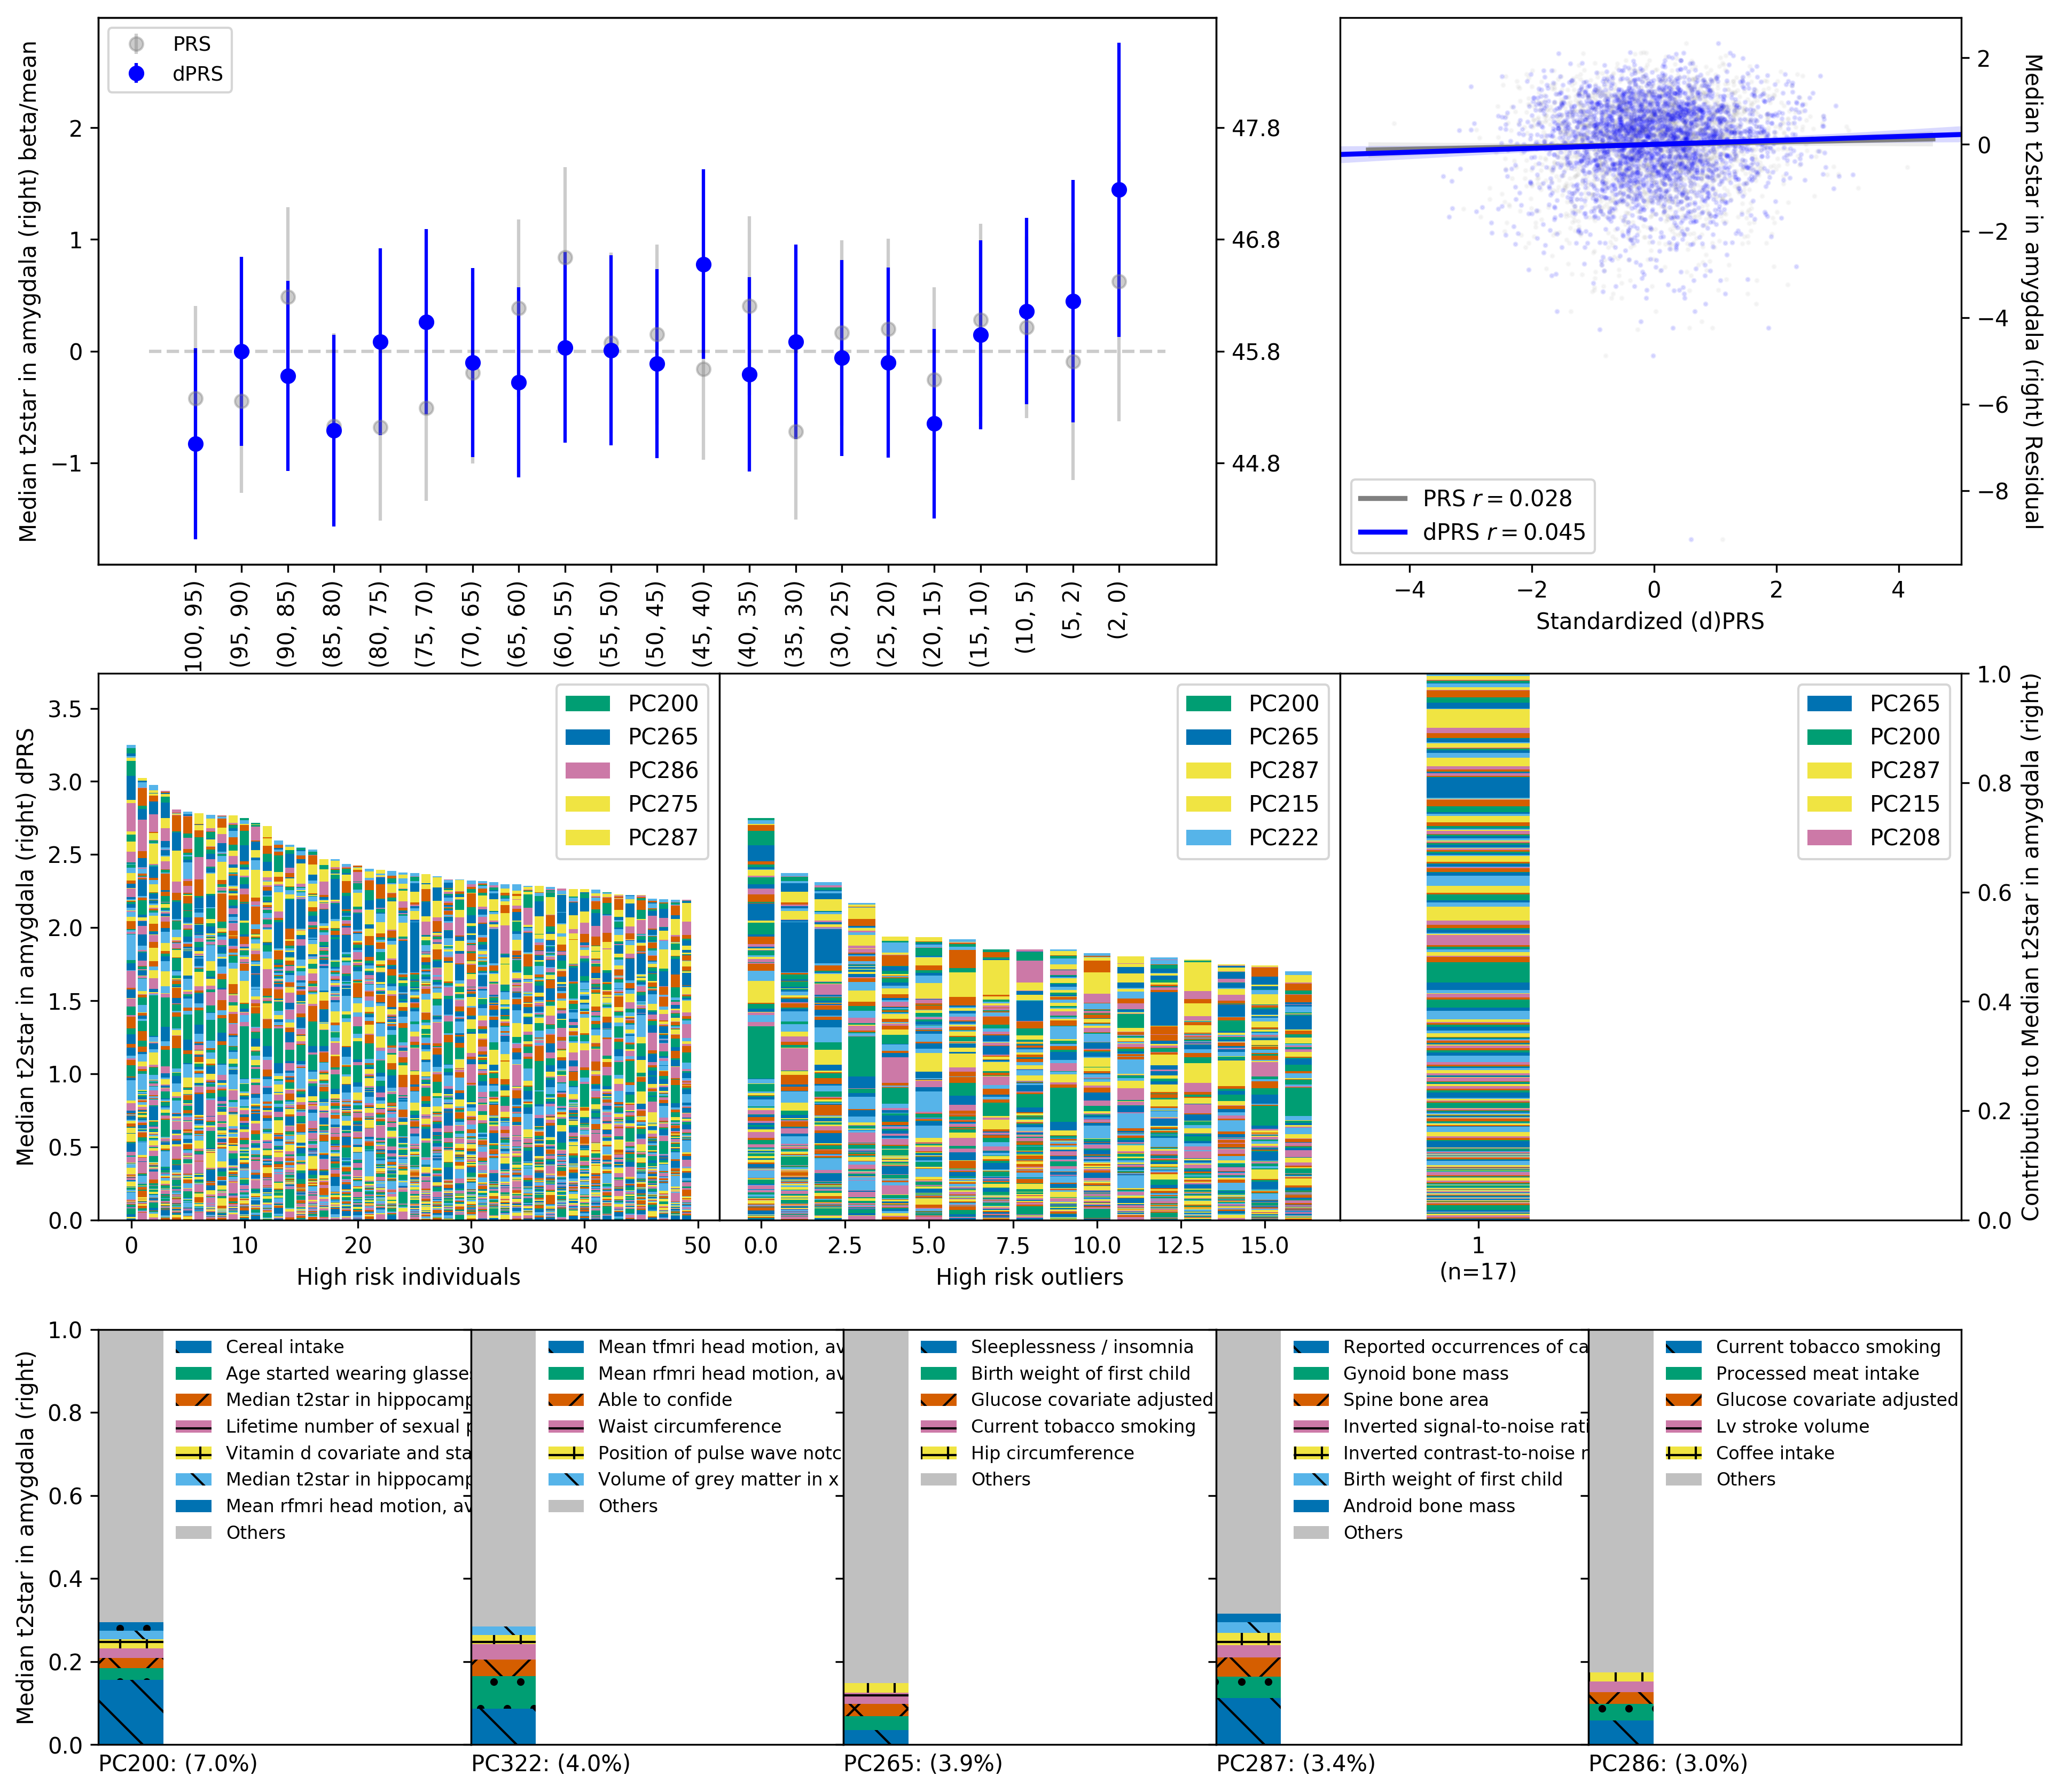 Median t2star in amygdala (right) beta/mean
PRS
dPRS
2
1
0
−1
47.8
46.8
45.8
44.8
100, 95)
(95, 90)
(90, 85)
(85, 80)
(80, 75)
(75, 70)
(70, 65)
(65, 60)
(60, 55)
(55, 50)
(50, 45)
(45, 40)
(40, 35)
(35, 30)
(30, 25)
(25, 20)
(20, 15)
(15, 10)
(10, 5)
(5, 2)
(2, 0)
Median t2star in amygdala (right) Residual
2
0
−2
−4
−6
−8
PRS r = 0.028
dPRS r = 0.045
−4 −2 0 2 4
Standardized (d)PRS
Median t2star in amygdala (right) dPRS
3.5
3.0
2.5
2.0
1.5
1.0
0.5
0.0
PC200
PC265
PC286
PC275
PC287
0 10 20 30 40 50
High risk individuals
PC200
PC265
PC287
PC215
PC222
0.0 2.5 5.0 7.5 10.0 12.5 15.0
High risk outliers
PC265
PC200
PC287
PC215
PC208
1
(n=17)
1.0
0.8
0.6
0.4
0.2
0.0
Contribution to Median t2star in amygdala (right)
Median t2star in amygdala (right)
1.0
0.8
0.6
0.4
0.2
0.0
Cereal intake
Age started wearing glasse
Median t2star in hippocamp
Lifetime number of sexual p
Vitamin d covariate and sta
Median t2star in hippocamp
Mean rfmri head motion, av
Others
PC200: (7.0%)
Mean tfmri head motion, av
Mean rfmri head motion, av
Able to confide
Waist circumference
Position of pulse wave notc
Volume of grey matter in x
Others
PC322: (4.0%)
Sleeplessness / insomnia
Birth weight of first child
Glucose covariate adjusted
Current tobacco smoking
Hip circumference
Others
PC265: (3.9%)
Reported occurrences of ca
Gynoid bone mass
Spine bone area
Inverted signal-to-noise rati
Inverted contrast-to-noise r
Birth weight of first child
Android bone mass
Others
PC287: (3.4%)
Current tobacco smoking
Processed meat intake
Glucose covariate adjusted
Lv stroke volume
Coffee intake
Others
PC286: (3.0%)